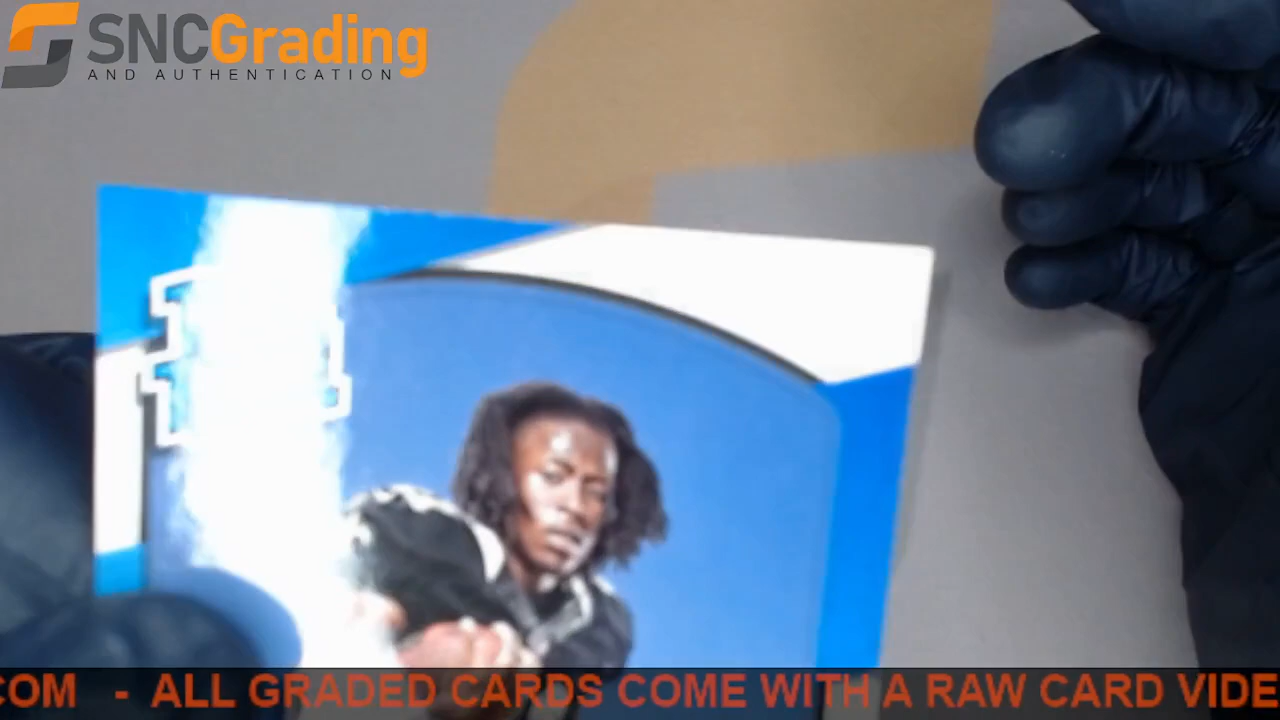 SNCGrading
AND AUTHENTICATION
COM - ALL GRADED CARDS COME WITH A RAW CARD VIDE